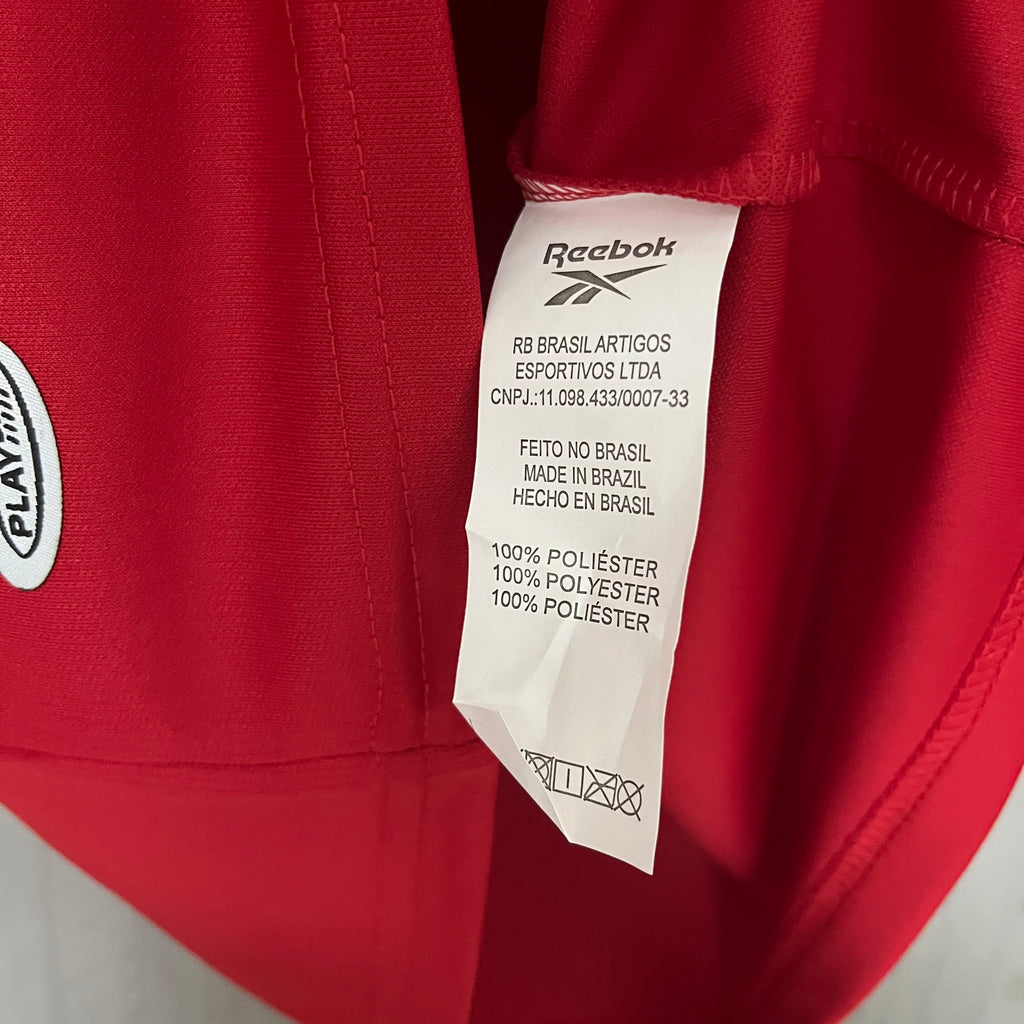 PLAY
Reebok
RB BRASIL ARTIGOS
ESPORTIVOS LTDA
CNPJ.:11.098.433/0007-33
FEITO NO BRASIL
MADE IN BRAZIL
HECHO EN BRASIL
100% POLIÉSTER
100% POLYESTER
100% POLIÉSTER